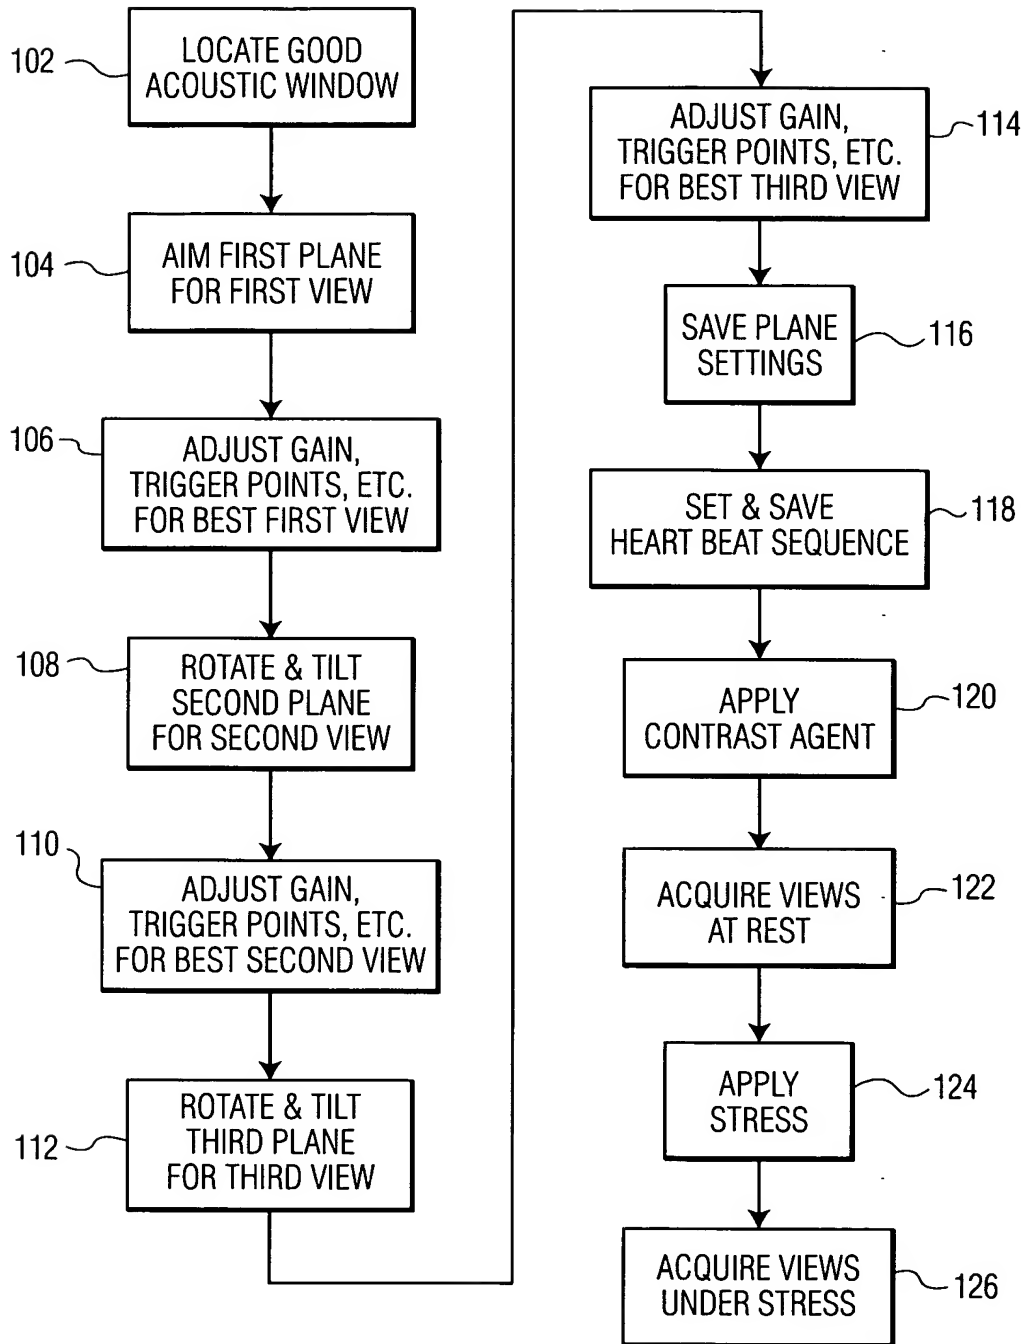 102
LOCATE GOOD
ACOUSTIC WINDOW
104
AIM FIRST PLANE
FOR FIRST VIEW
106
ADJUST GAIN,
TRIGGER POINTS, ETC.
FOR BEST FIRST VIEW
108
ROTATE & TILT
SECOND PLANE
FOR SECOND VIEW
110
ADJUST GAIN,
TRIGGER POINTS, ETC.
FOR BEST SECOND VIEW
112
ROTATE & TILT
THIRD PLANE
FOR THIRD VIEW
ADJUST GAIN,
TRIGGER POINTS, ETC.
FOR BEST THIRD VIEW
114
SAVE PLANE
SETTINGS
116
SET & SAVE
HEART BEAT SEQUENCE
118
APPLY
CONTRAST AGENT
120
ACQUIRE VIEWS
AT REST
122
APPLY
STRESS
124
ACQUIRE VIEWS
UNDER STRESS
126